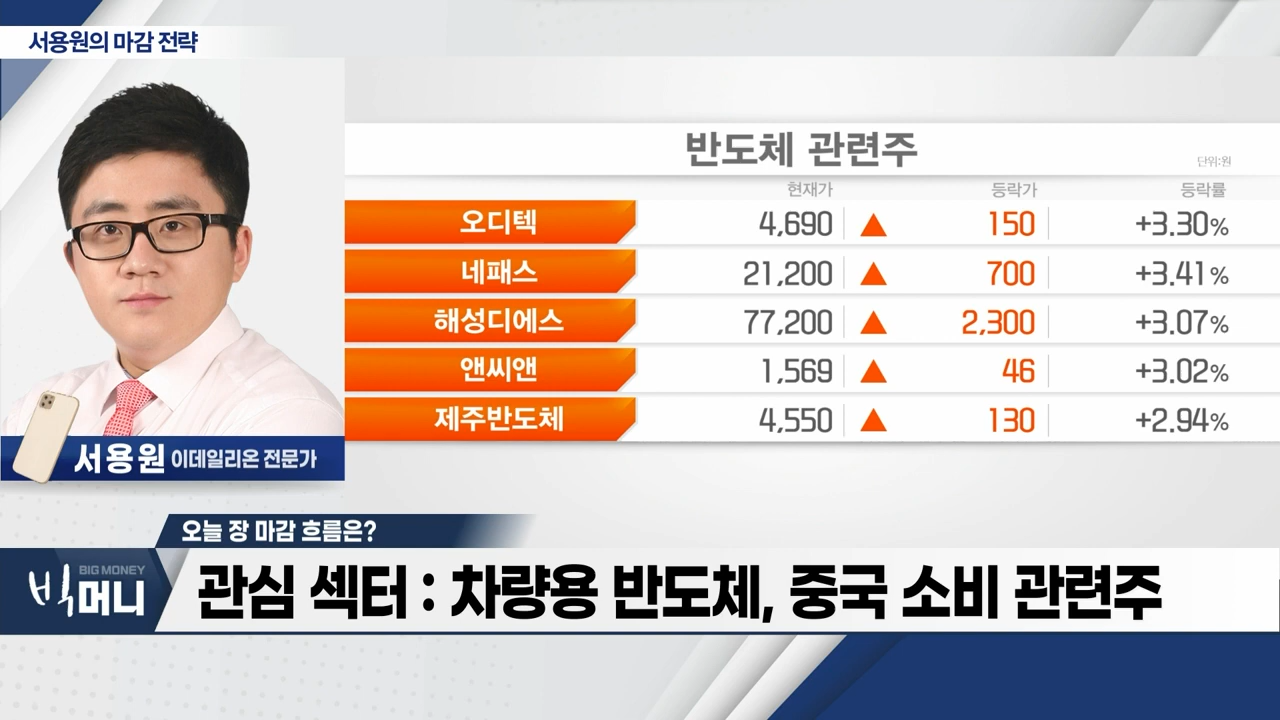 서용원의 마감 전략
반도체 관련주
단위:원
현재가 등락가 등락률
오디텍 4,690 ▲ 150 +3.30%
네패스 21,200 ▲ 700 +3.41%
해성디에스 77,200 ▲ 2,300 +3.07%
앤씨앤 1,569 ▲ 46 +3.02%
제주반도체 4,550 ▲ 130 +2.94%
서용원 이데일리온 전문가
오늘 장 마감 흐름은?
BIG MONEY
빅머니
관심 섹터 : 차량용 반도체, 중국 소비 관련주